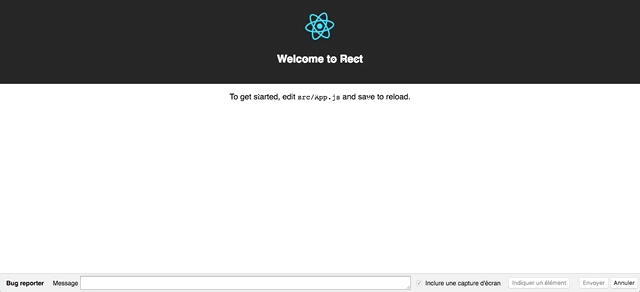 Welcome to Rect
To get started, edit src/App.js and save to reload.
Bug reporter Message Inclure une capture d'écran Indiquer un élément Envoyer Annuler